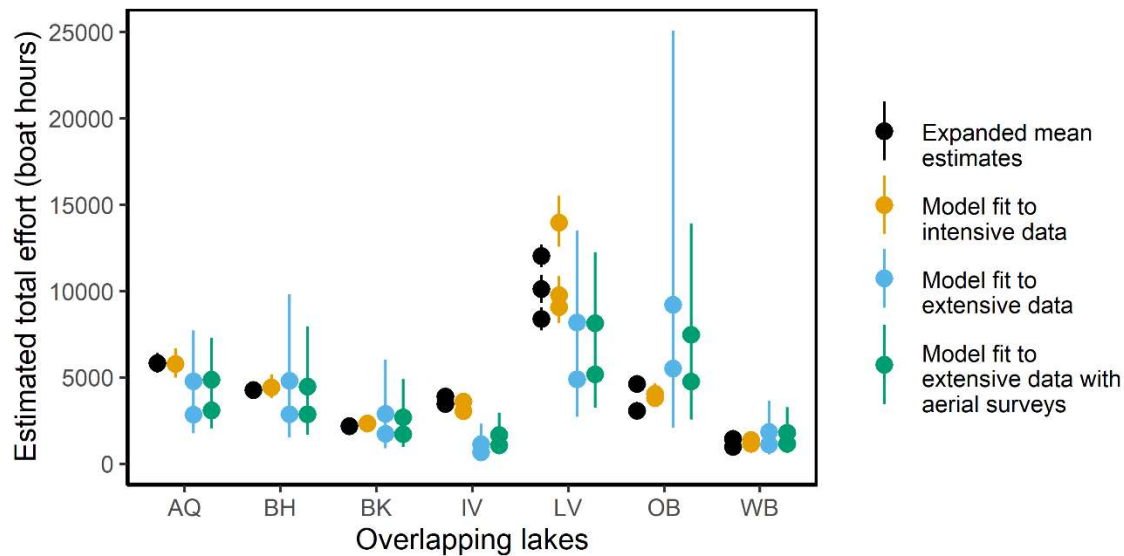 Estimated total effort (boat hours)
25000
20000
15000
10000
5000
0
AQ BH BK IV LV OB WB
Overlapping lakes
Expanded mean
estimates
Model fit to
intensive data
Model fit to
extensive data
Model fit to
extensive data with
aerial surveys